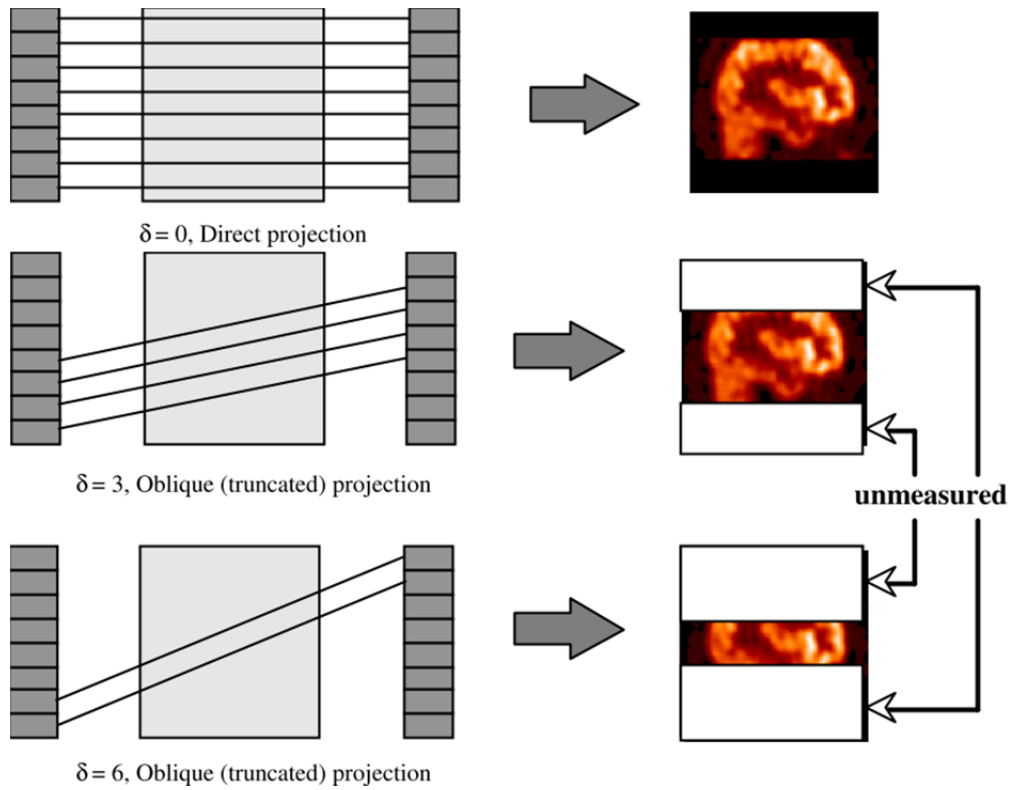 δ = 0, Direct projection
δ = 3, Oblique (truncated) projection
unmeasured
δ = 6, Oblique (truncated) projection